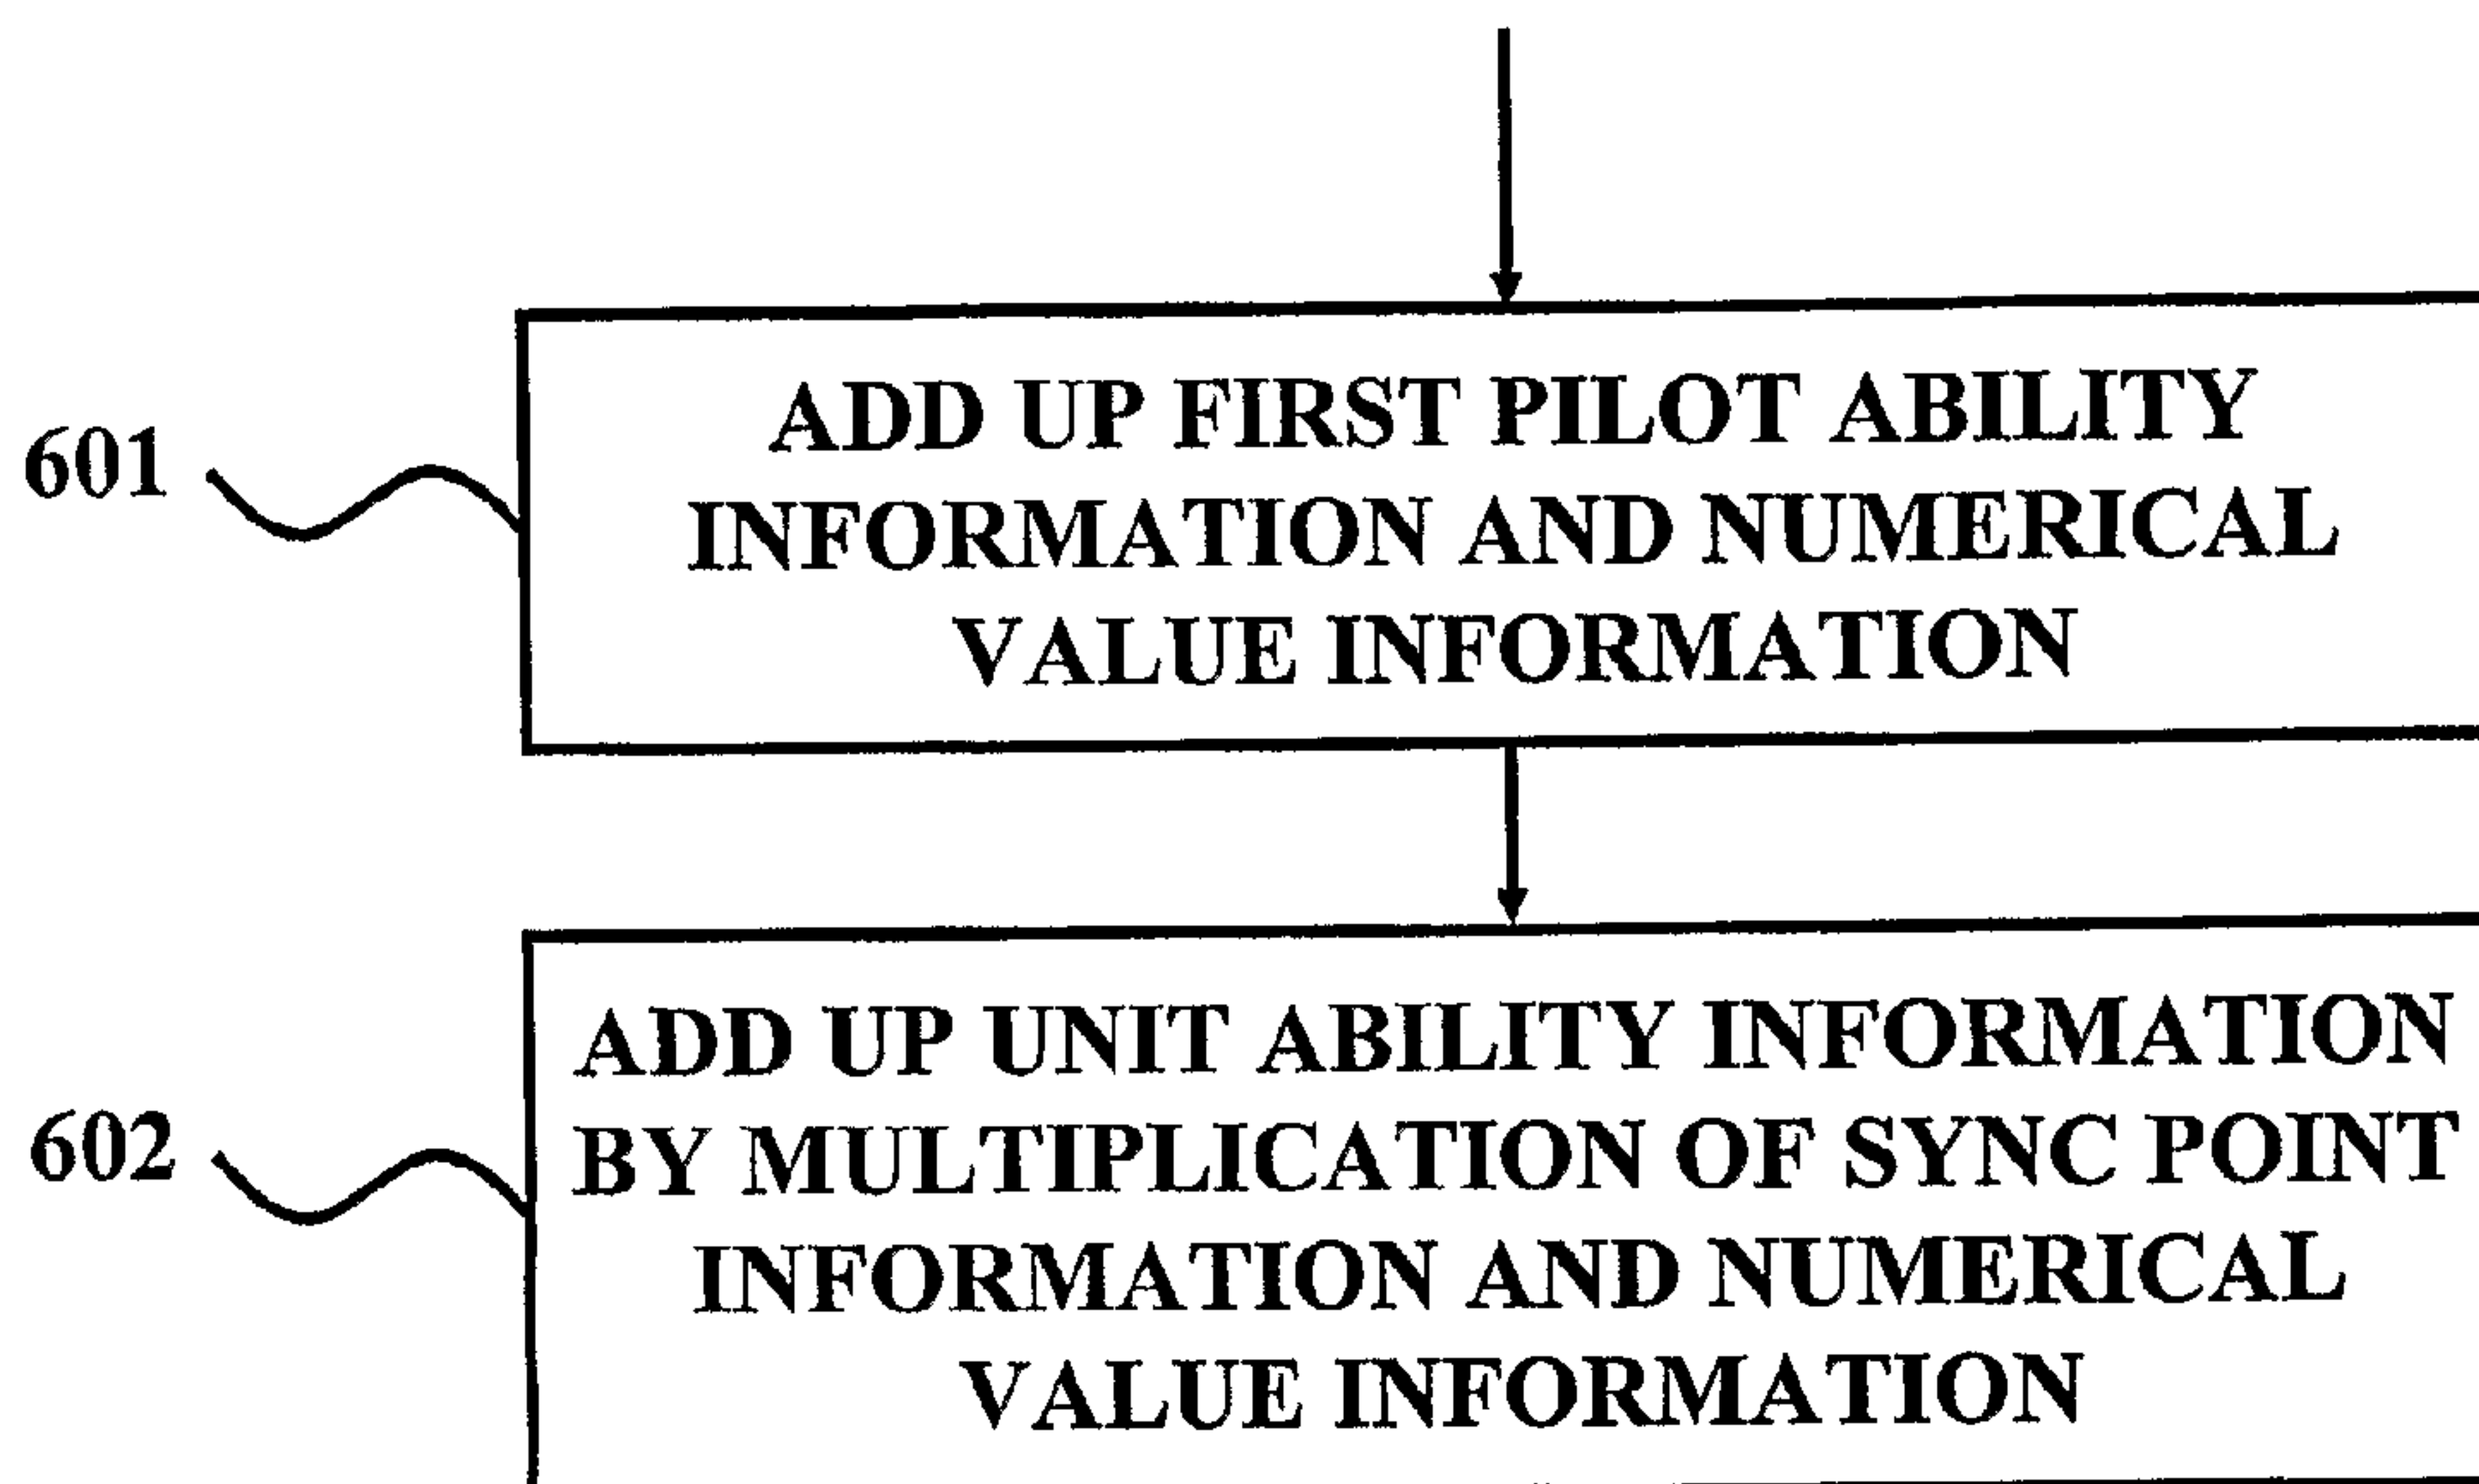 601
ADD UP FIRST PILOT ABILITY
INFORMATION AND NUMERICAL
VALUE INFORMATION
602
ADD UP UNIT ABILITY INFORMATION
BY MULTIPLICATION OF SYNC POINT
INFORMATION AND NUMERICAL
VALUE INFORMATION